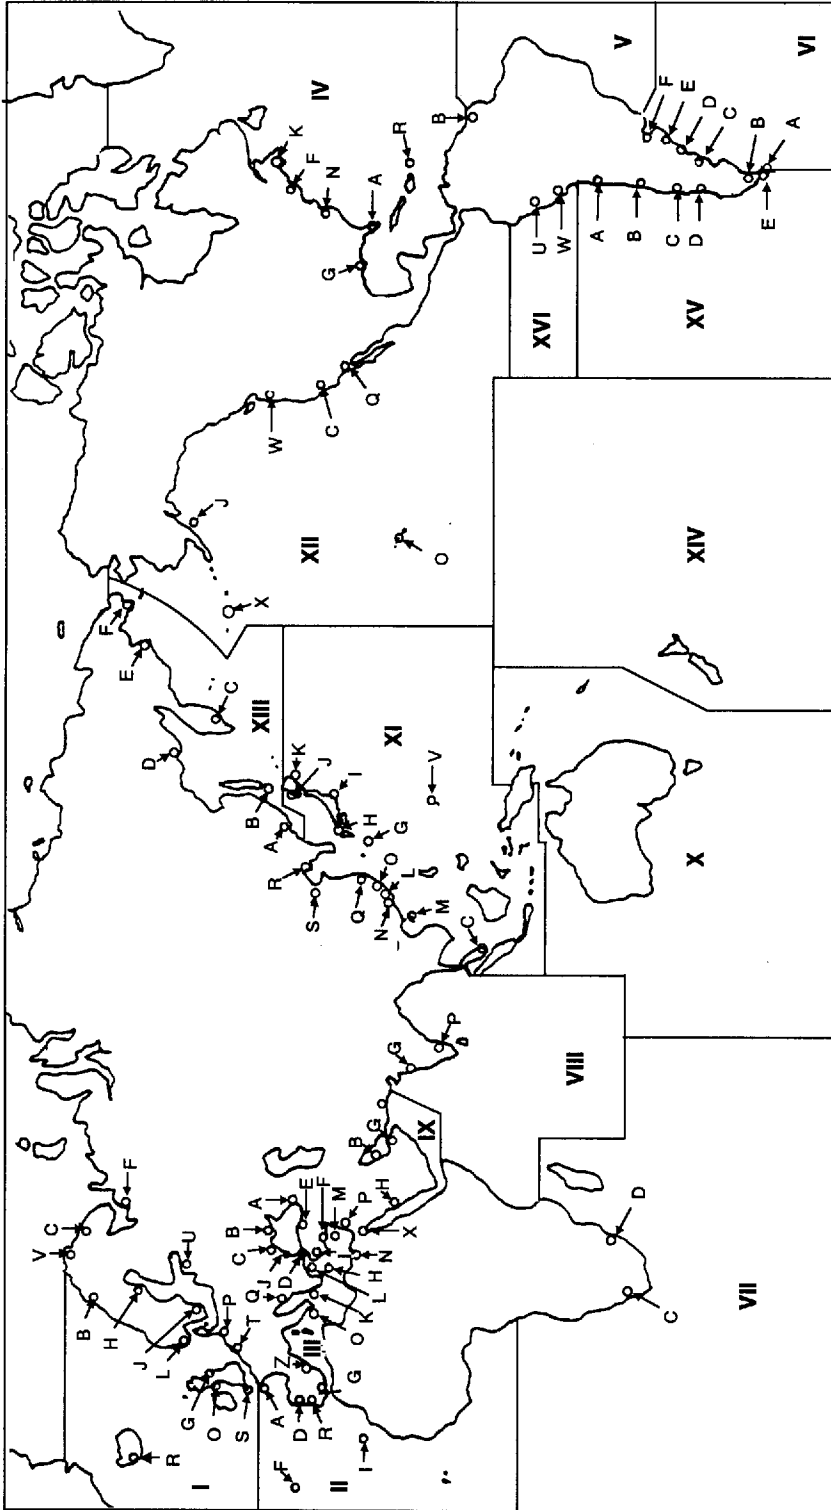 R
G
O
S
L
J
H
B
V
C
F
U
P
T
I
F
I
A
D
R
G
II
Z
III
O
K
Q
L
J
D
C
B
A
E
F
M
P
H
I
N
X
C
D
VII
H
B
G
IX
G
P
VIII
X
C
M
N
L
O
Q
S
R
G
H
I
J
K
V
XI
A
B
D
C
E
F
XIII
X
J
O
W
C
Q
XII
XIV
G
A
N
F
K
R
B
IV
U
W
XVI
A
B
C
D
E
XV
F
E
D
C
B
A
V
VI